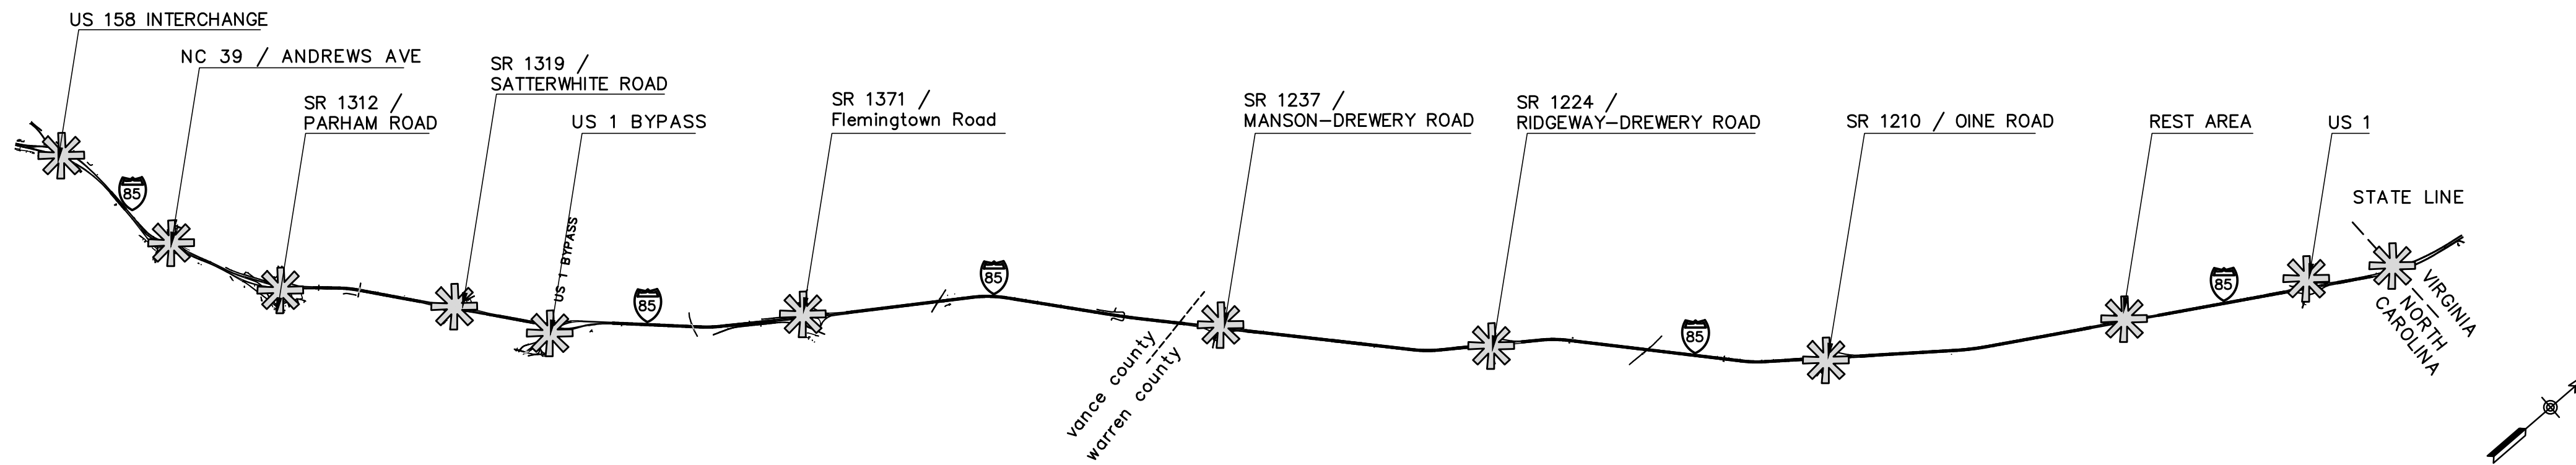 US 158 INTERCHANGE
NC 39 / ANDREWS AVE
SR 1312 /
PARHAM ROAD
SR 1319 /
SATTERWHITE ROAD
US 1 BYPASS
US 1 BYPASS
SR 1371 /
Flemingtown Road
SR 1237 /
MANSON-DREWERY ROAD
SR 1224 /
RIDGEWAY-DREWERY ROAD
SR 1210 / OINE ROAD
REST AREA
US 1
STATE LINE
85
85
85
85
85
vance county
warren county
VIRGINIA
NORTH
CAROLINA